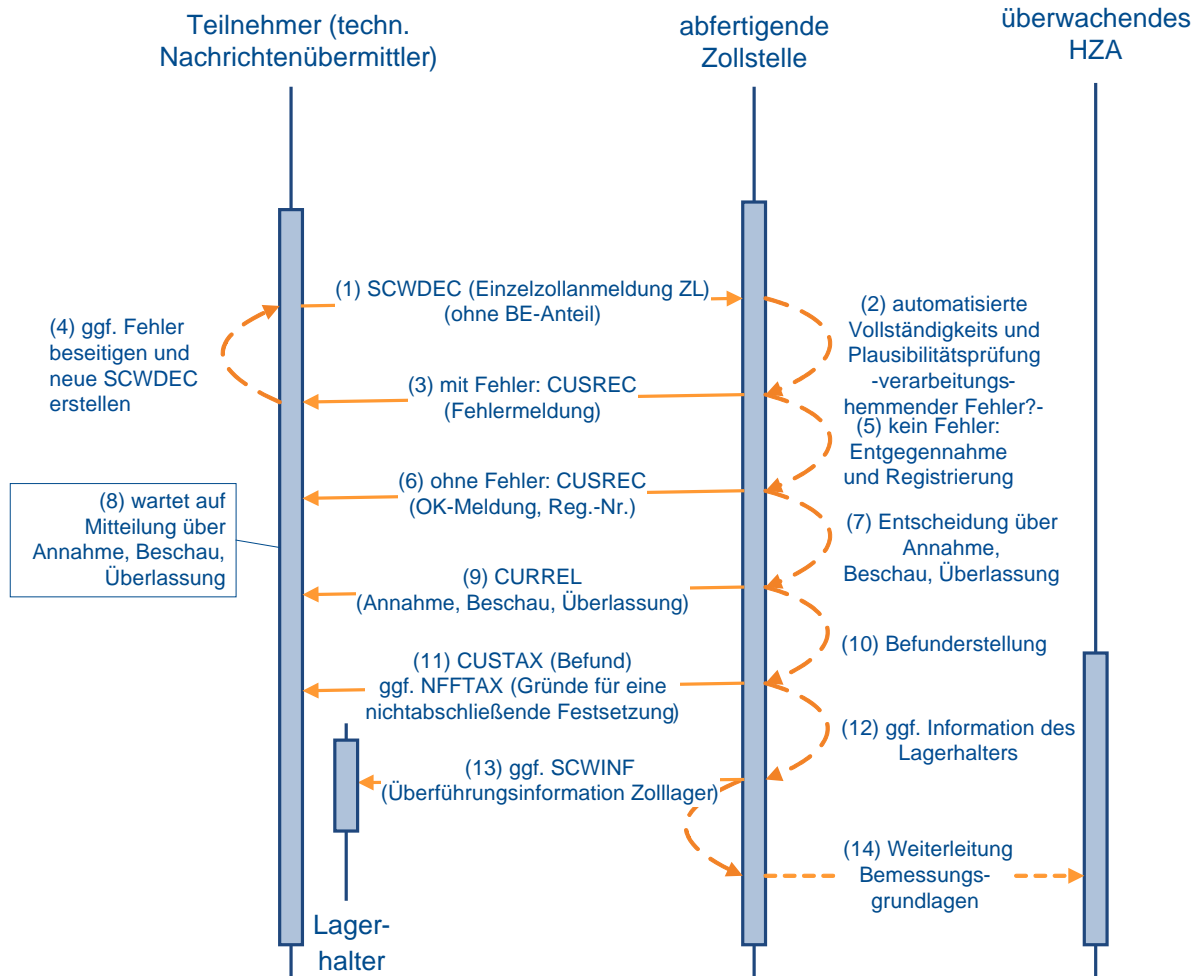 Teilnehmer (techn.
Nachrichtenübermittler)
abfertigende
Zollstelle
überwachendes
HZA
(1) SCWDEC (Einzelzollanmeldung ZL)
(ohne BE-Anteil)
(2) automatisierte
Vollständigkeits und
Plausibilitätsprüfung
-verarbeitungs-
hemmender Fehler?-
(3) mit Fehler: CUSREC
(Fehlermeldung)
(4) ggf. Fehler
beseitigen und
neue SCWDEC
erstellen
(5) kein Fehler:
Entgegennahme
und Registrierung
(6) ohne Fehler: CUSREC
(OK-Meldung, Reg.-Nr.)
(7) Entscheidung über
Annahme,
Beschau, Überlassung
(8) wartet auf
Mitteilung über
Annahme, Beschau,
Überlassung
(9) CURREL
(Annahme, Beschau, Überlassung)
(10) Befunderstellung
(11) CUSTAX (Befund)
ggf. NFFTAX (Gründe für eine
nichtabschließende Festsetzung)
(12) ggf. Information des
Lagerhalters
(13) ggf. SCWINF
(Überführungsinformation Zolllager)
(14) Weiterleitung
Bemessungs-
grundlagen
Lager-
halter